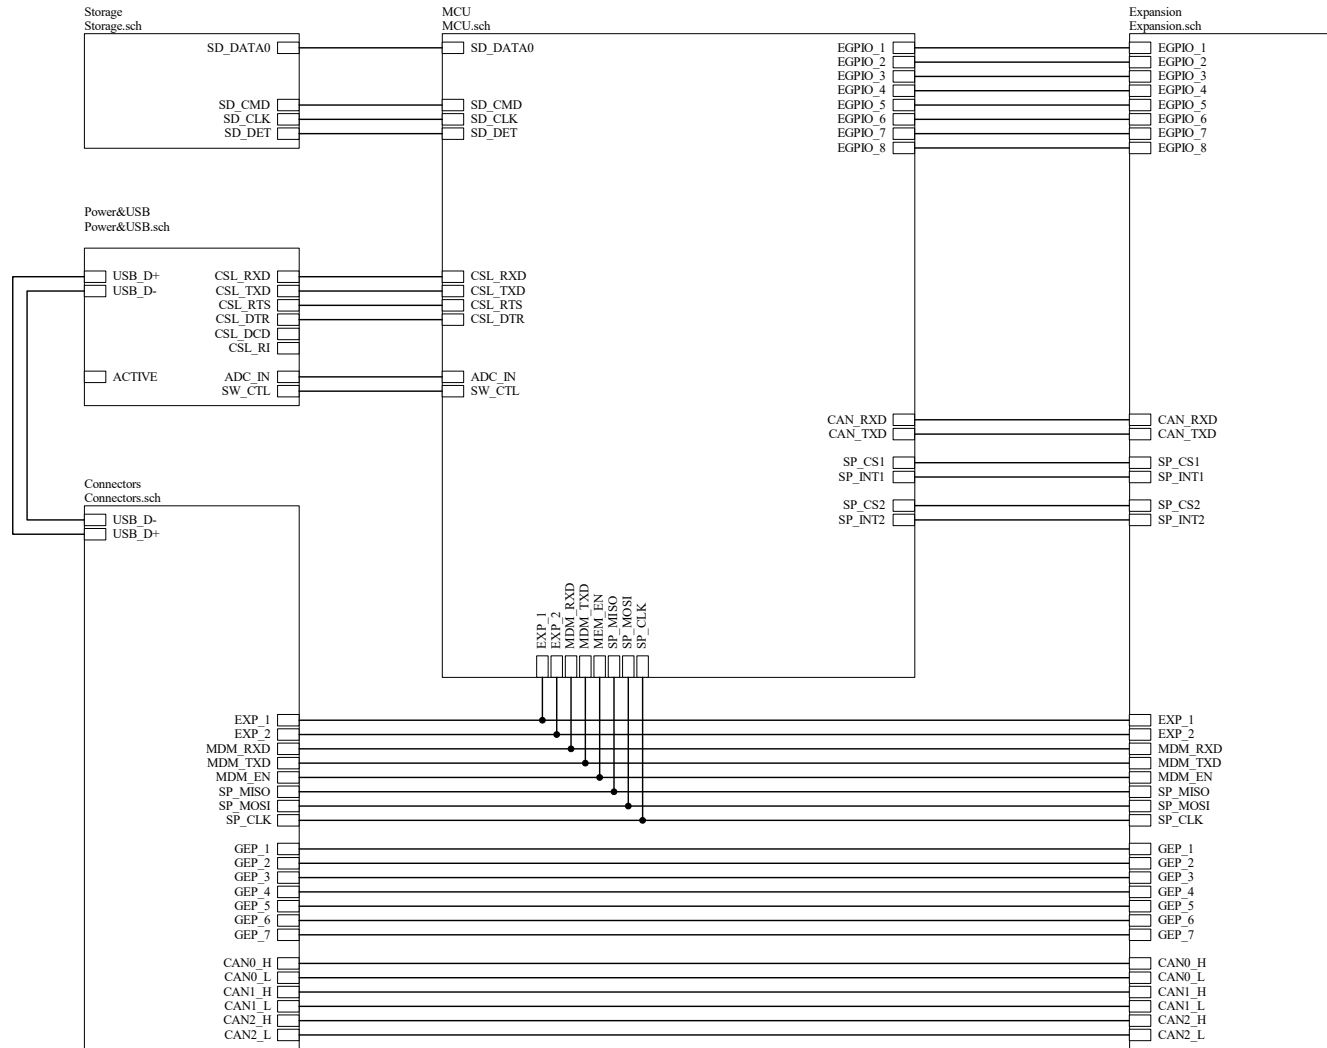 Storage
Storage.sch
SD_DATA0
SD_CMD
SD_CLK
SD_DET
MCU
MCU.sch
SD_DATA0
SD_CMD
SD_CLK
SD_DET
EGPIO_1
EGPIO_2
EGPIO_3
EGPIO_4
EGPIO_5
EGPIO_6
EGPIO_7
EGPIO_8
Expansion
Expansion.sch
EGPIO_1
EGPIO_2
EGPIO_3
EGPIO_4
EGPIO_5
EGPIO_6
EGPIO_7
EGPIO_8
Power&USB
Power&USB.sch
USB_D+
USB_D-
ACTIVE
CSL_RXD
CSL_TXD
CSL_RTS
CSL_DTR
CSL_DCD
CSL_RI
ADC_IN
SW_CTL
CSL_RXD
CSL_TXD
CSL_RTS
CSL_DTR
ADC_IN
SW_CTL
CAN_RXD
CAN_TXD
SP_CS1
SP_INT1
SP_CS2
SP_INT2
CAN_RXD
CAN_TXD
SP_CS1
SP_INT1
SP_CS2
SP_INT2
Connectors
Connectors.sch
USB_D-
USB_D+
EXP_1
EXP_2
MDM_RXD
MDM_TXD
MEM_EN
SP_MISO
SP_MOSI
SP_CLK
EXP_1
EXP_2
MDM_RXD
MDM_TXD
MDM_EN
SP_MISO
SP_MOSI
SP_CLK
GEP_1
GEP_2
GEP_3
GEP_4
GEP_5
GEP_6
GEP_7
CAN0_H
CAN0_L
CAN1_H
CAN1_L
CAN2_H
CAN2_L
EXP_1
EXP_2
MDM_RXD
MDM_TXD
MDM_EN
SP_MISO
SP_MOSI
SP_CLK
GEP_1
GEP_2
GEP_3
GEP_4
GEP_5
GEP_6
GEP_7
CAN0_H
CAN0_L
CAN1_H
CAN1_L
CAN2_H
CAN2_L